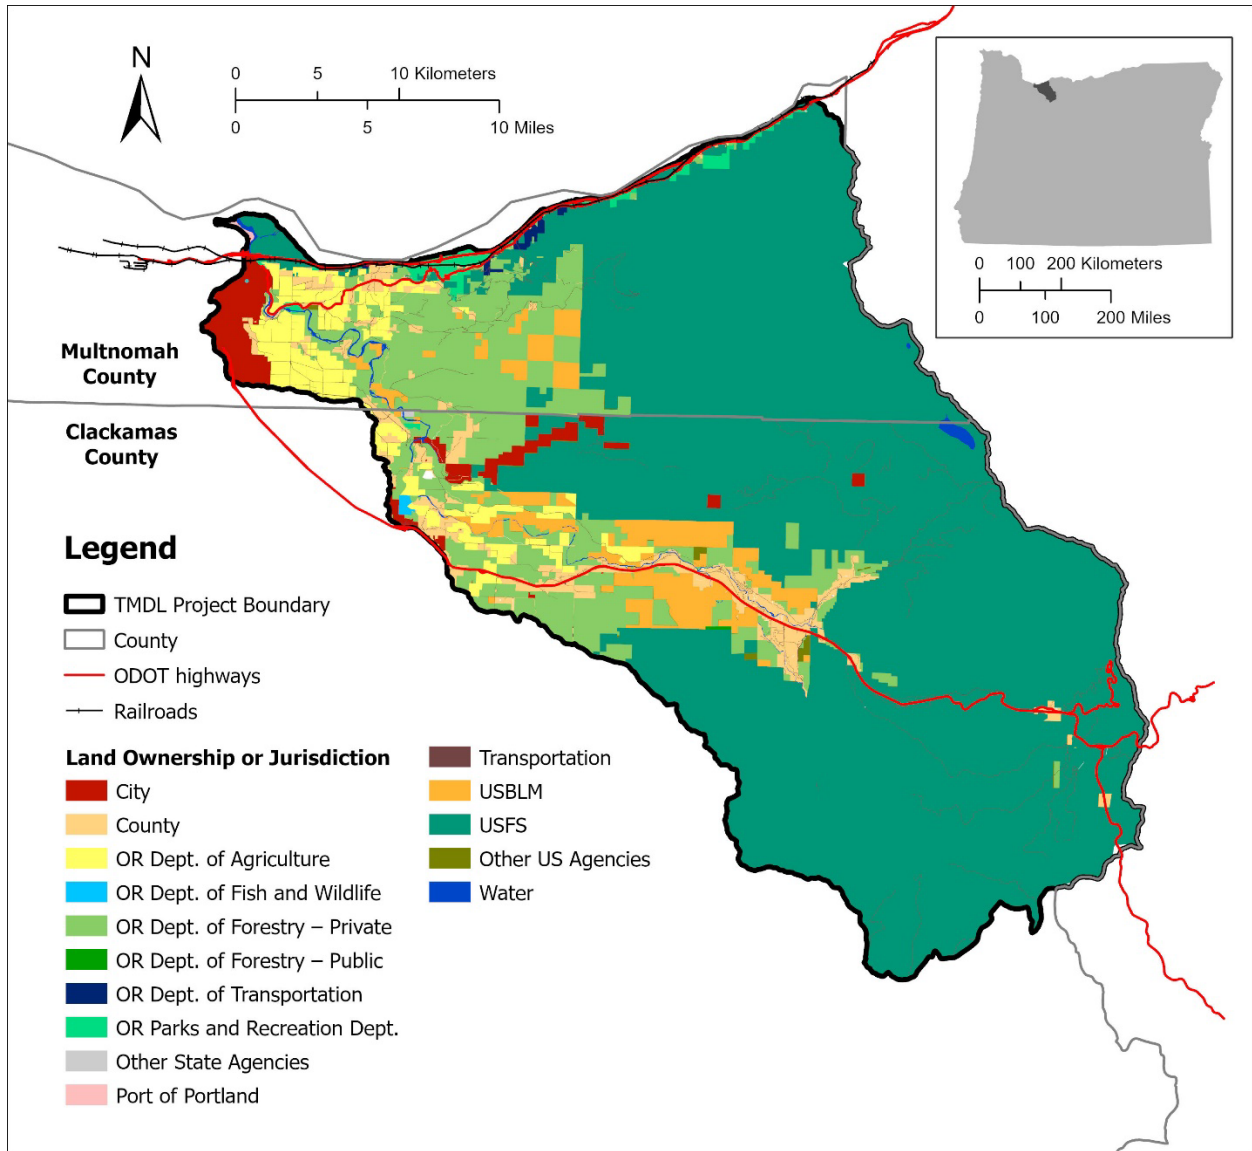 N
0 5 10 Kilometers
0 5 10 Miles
0 100 200 Kilometers
0 100 200 Miles
Multnomah
County
Clackamas
County
Legend
TMDL Project Boundary
County
ODOT highways
Railroads
Land Ownership or Jurisdiction
City
County
OR Dept. of Agriculture
OR Dept. of Fish and Wildlife
OR Dept. of Forestry – Private
OR Dept. of Forestry – Public
OR Dept. of Transportation
OR Parks and Recreation Dept.
Other State Agencies
Port of Portland
Transportation
USBLM
USFS
Other US Agencies
Water